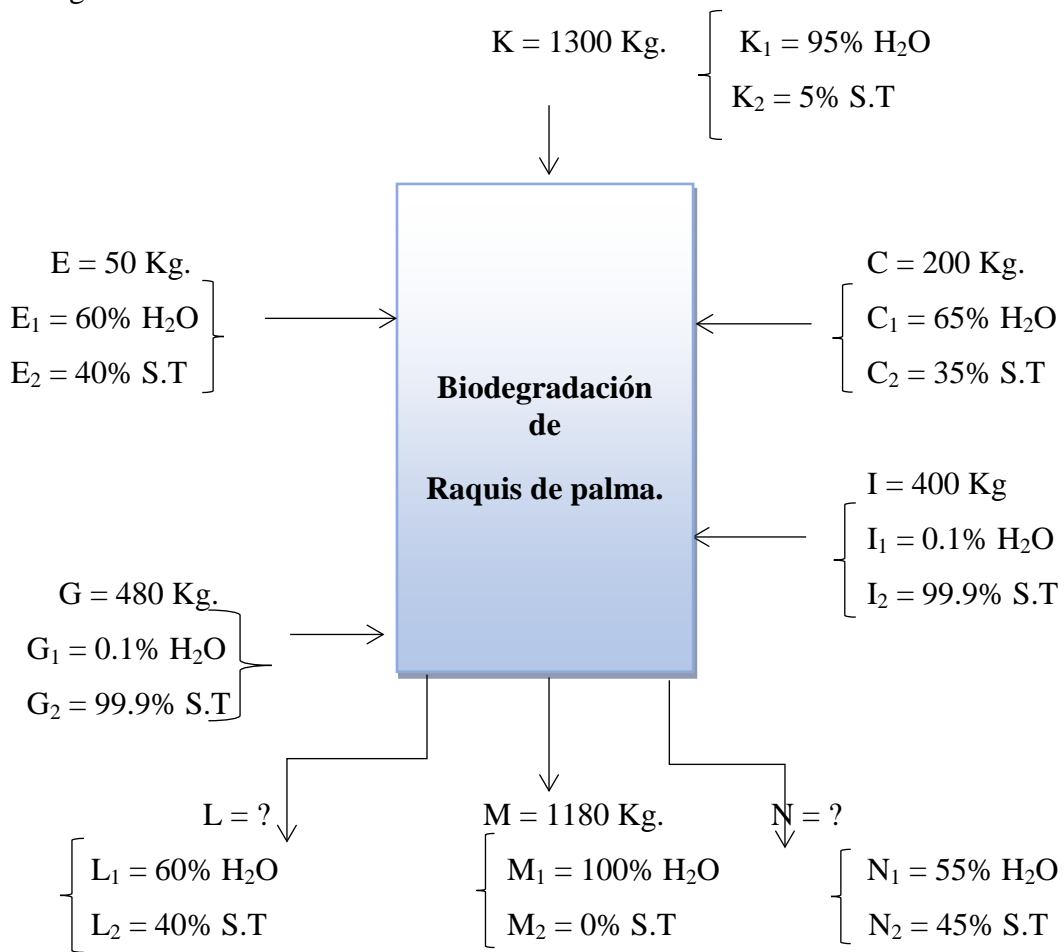 K = 1300 Kg.
K₁ = 95% H₂O
K₂ = 5% S.T
E = 50 Kg.
E₁ = 60% H₂O
E₂ = 40% S.T
C = 200 Kg.
C₁ = 65% H₂O
C₂ = 35% S.T
Biodegradación
de
Raquis de palma.
I = 400 Kg
I₁ = 0.1% H₂O
I₂ = 99.9% S.T
G = 480 Kg.
G₁ = 0.1% H₂O
G₂ = 99.9% S.T
L = ?
L₁ = 60% H₂O
L₂ = 40% S.T
M = 1180 Kg.
M₁ = 100% H₂O
M₂ = 0% S.T
N = ?
N₁ = 55% H₂O
N₂ = 45% S.T